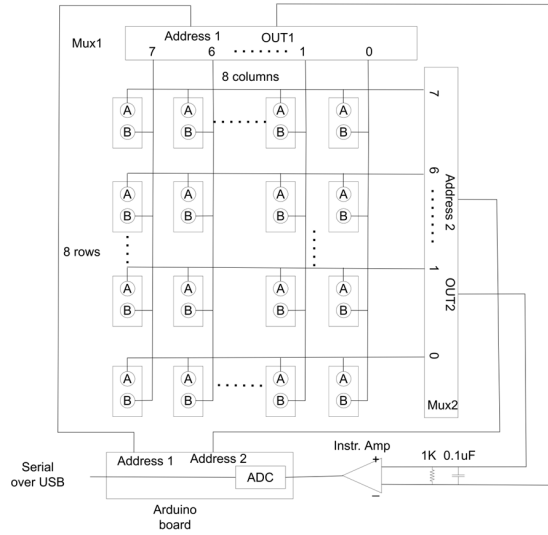 Address 1 OUT1
Mux1
7 6 1 0
8 columns
A A A A 7
B B B B
A A A A 6
B B B B
Address 2
8 rows
A A A A 1
B B B B
OUT2
A A A A 0
B B B B
Mux2
Instr. Amp
Address 1 Address 2
+ 1K 0.1uF
Serial
over USB
ADC
−
Arduino
board